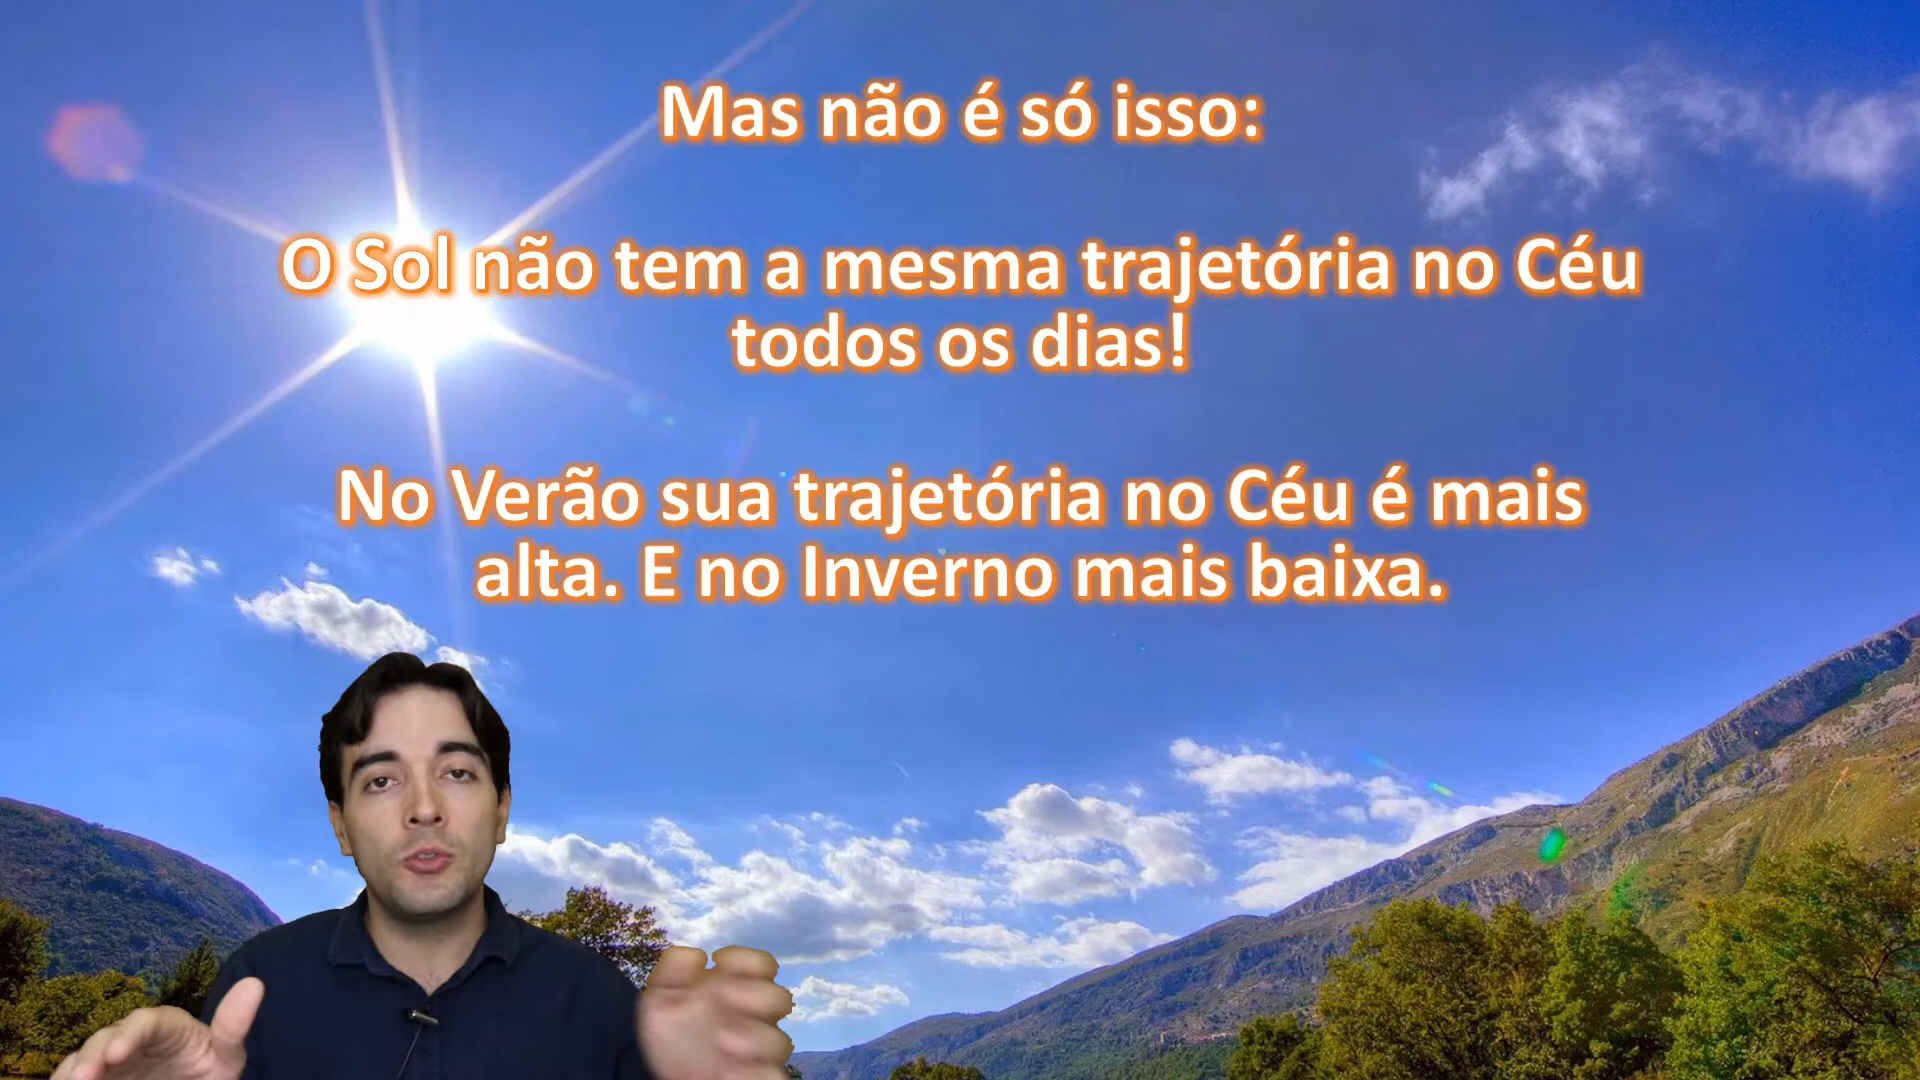 Mas não é só isso:
O Sol não tem a mesma trajetória no Céu
todos os dias!
No Verão sua trajetória no Céu é mais
alta. E no Inverno mais baixa.